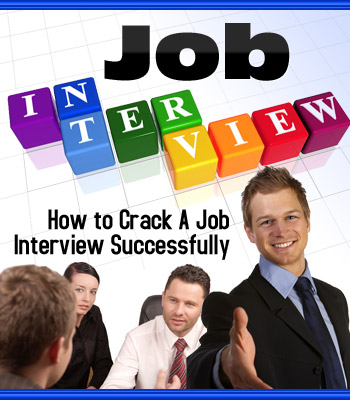 Job
INTERVIEW
How to Crack A Job
Interview Successfully